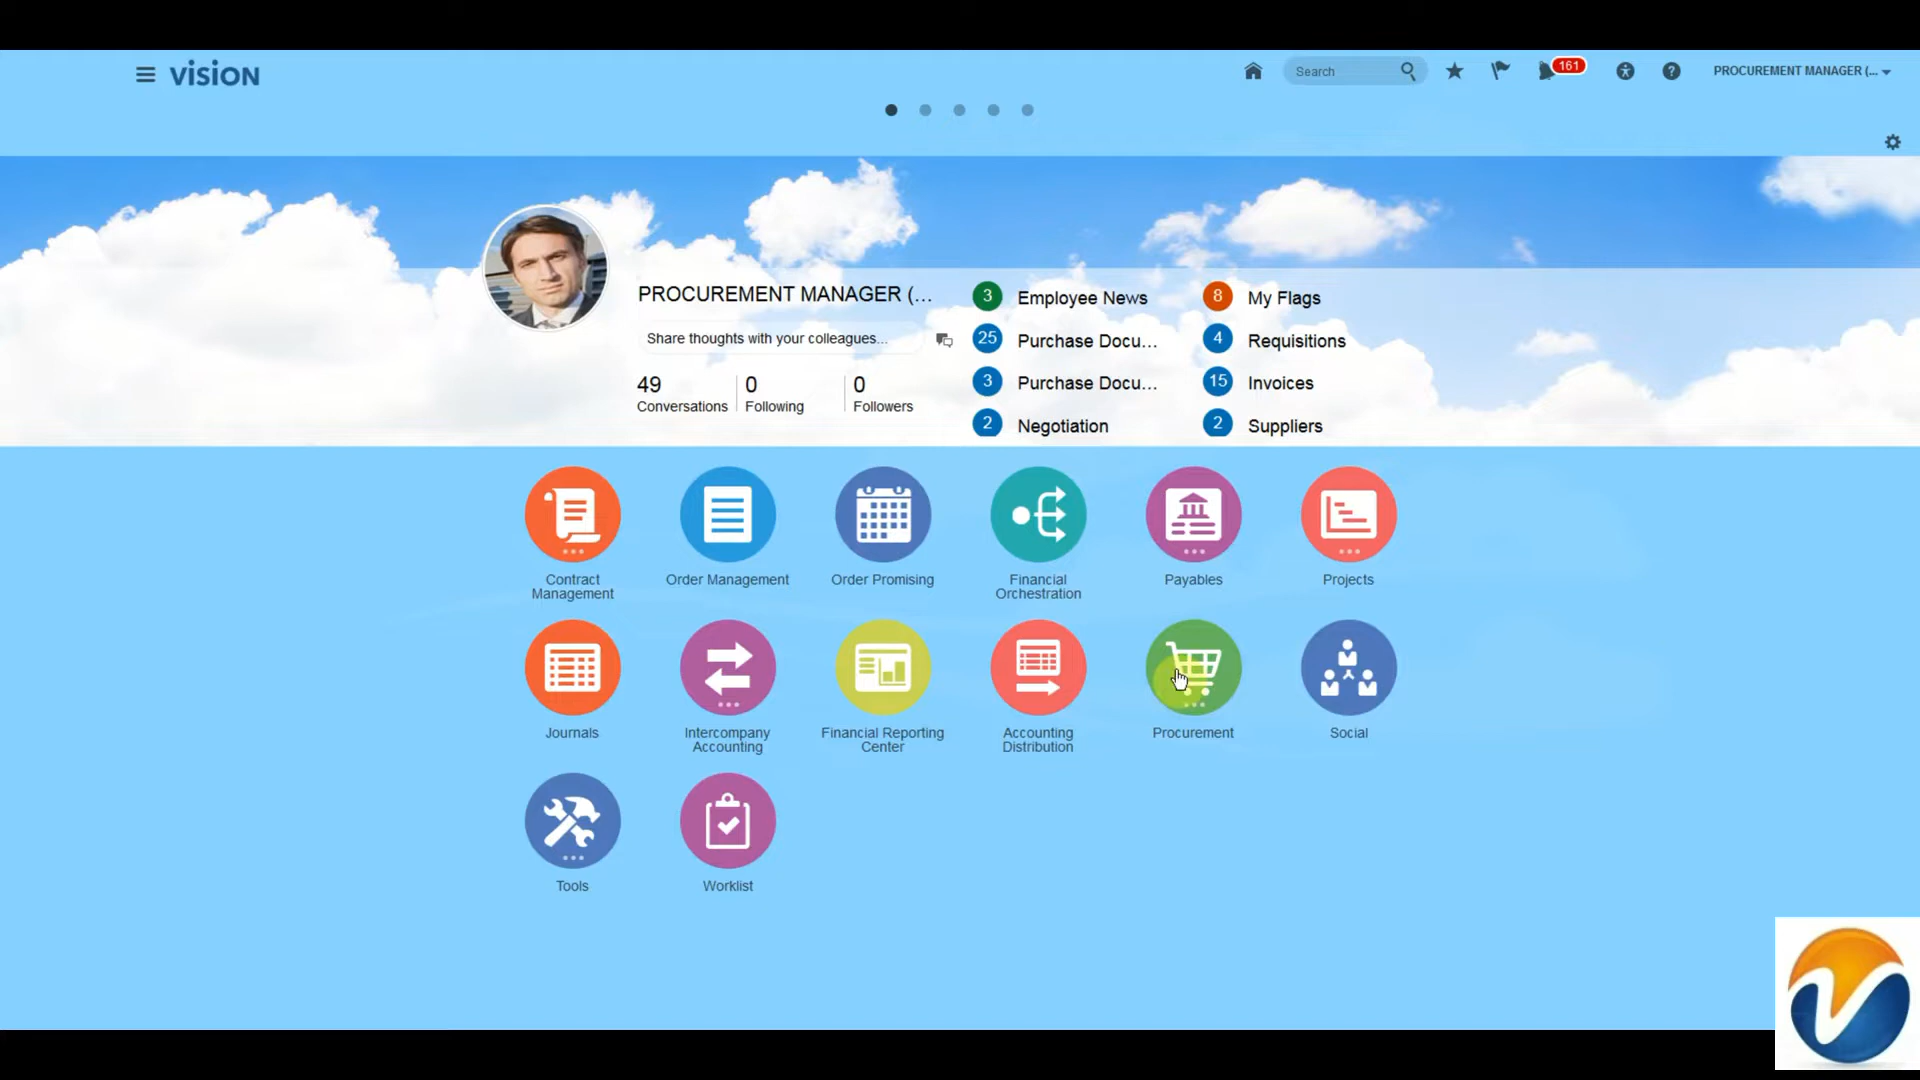 vision
Search
161
PROCUREMENT MANAGER (...
PROCUREMENT MANAGER (...
Share thoughts with your colleagues...
49
Conversations
0
Following
0
Followers
3 Employee News
25 Purchase Docu...
3 Purchase Docu...
2 Negotiation
8 My Flags
4 Requisitions
15 Invoices
2 Suppliers
Contract
Management
Order Management
Order Promising
Financial
Orchestration
Payables
Projects
Journals
Intercompany
Accounting
Financial Reporting
Center
Accounting
Distribution
Procurement
Social
Tools
Worklist